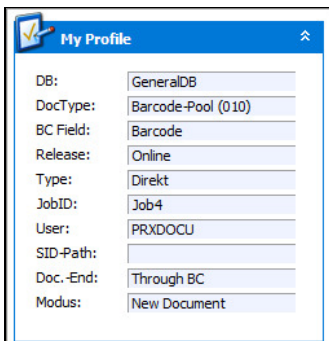 My Profile
DB: GeneralDB
DocType: Barcode-Pool (010)
BC Field: Barcode
Release: Online
Type: Direkt
JobID: Job4
User: PRXDOCU
SID-Path:
Doc.-End: Through BC
Modus: New Document